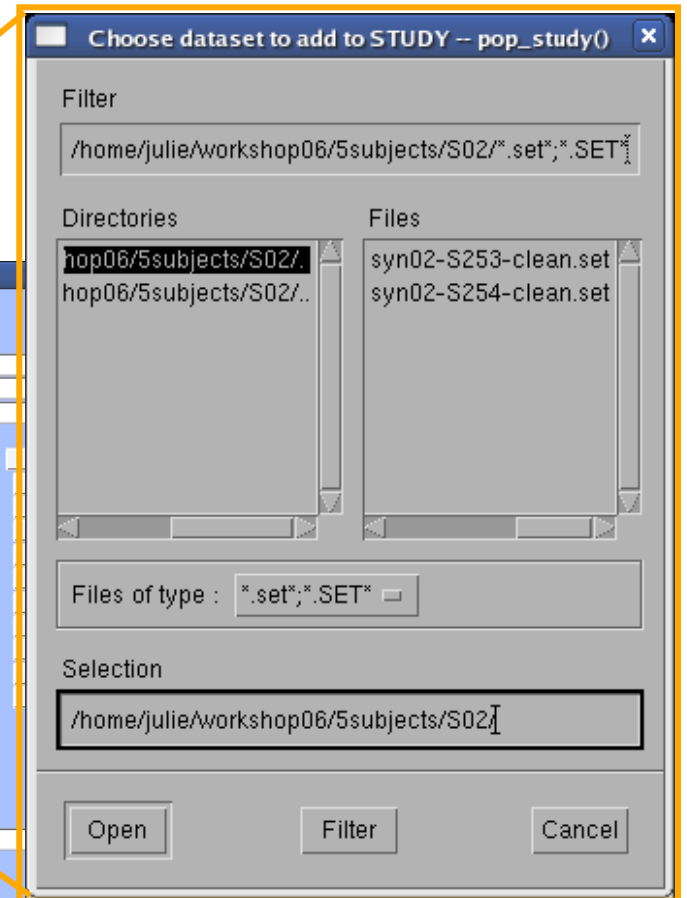 Choose dataset to add to STUDY -- pop_study()
Filter
/home/julie/workshop06/5subjects/S02/*.set*;*.SET*
Directories
Files
hop06/5subjects/S02/.
hop06/5subjects/S02/..
syn02-S253-clean.set
syn02-S254-clean.set
Files of type : *.set*;*.SET*
Selection
/home/julie/workshop06/5subjects/S02/
Open
Filter
Cancel